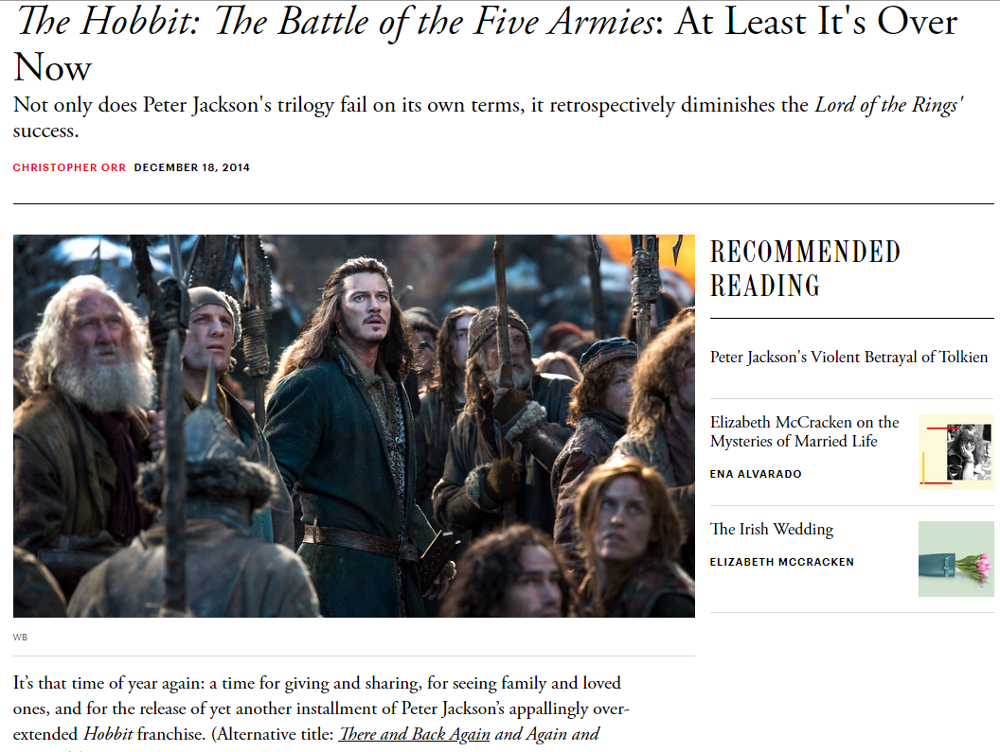 The Hobbit: The Battle of the Five Armies: At Least It's Over
Now
Not only does Peter Jackson's trilogy fail on its own terms, it retrospectively diminishes the Lord of the Rings'
success.
CHRISTOPHER ORR DECEMBER 18, 2014
RECOMMENDED
READING
Peter Jackson's Violent Betrayal of Tolkien
Elizabeth McCracken on the
Mysteries of Married Life
ENA ALVARADO
The Irish Wedding
ELIZABETH MCCRACKEN
WB
It's that time of year again: a time for giving and sharing, for seeing family and loved
ones, and for the release of yet another installment of Peter Jackson's appallingly over-
extended Hobbit franchise. (Alternative title: There and Back Again and Again and